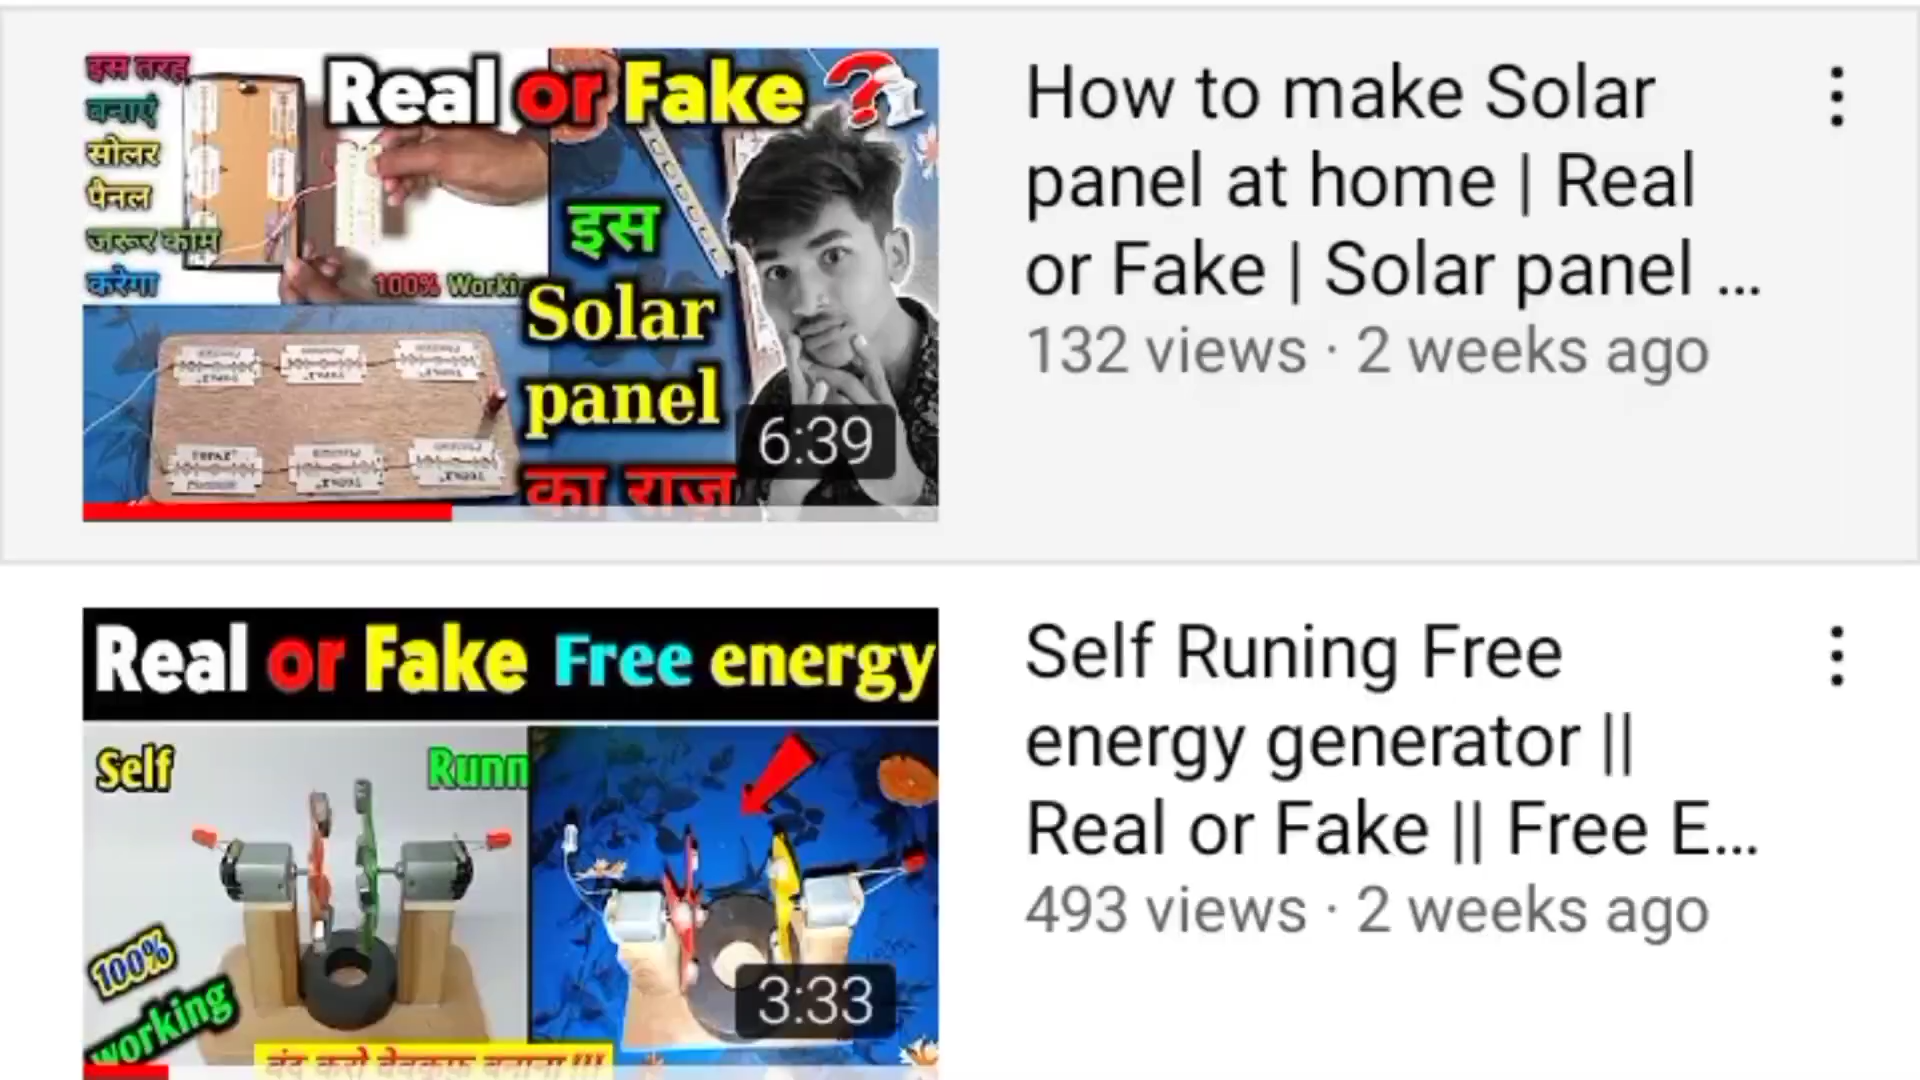 इस तरह
बनाएं
सोलर
पैनल
जरूर काम
करेगा
Real or Fake ?
100% Workin
इस
Solar
panel
का राज़
6:39
How to make Solar
panel at home | Real
or Fake | Solar panel ...
132 views · 2 weeks ago
Real or Fake Free energy
Self Runn
100%
working
बंद करो बेवकूफ बनाना !!!
3:33
Self Runing Free
energy generator ||
Real or Fake || Free E...
493 views · 2 weeks ago